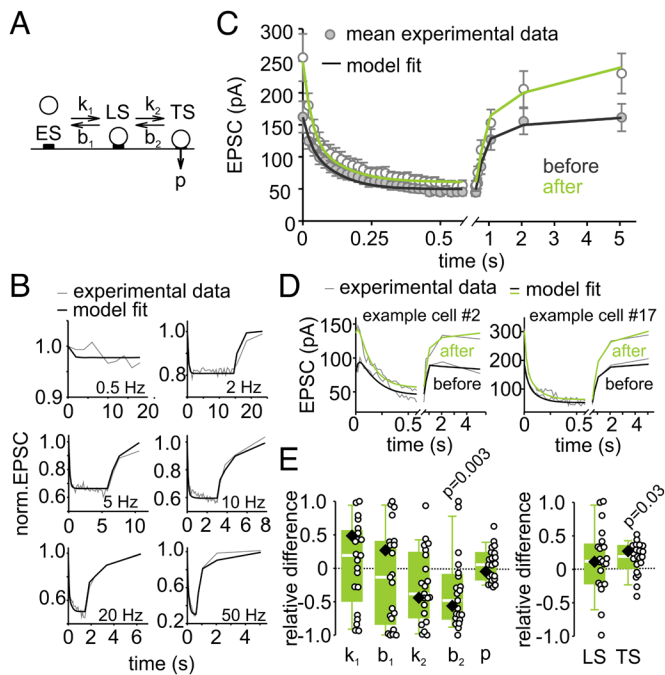 A
k1 LS k2 TS
ES b1 b2
p
C
mean experimental data
model fit
300
250
200
150
100
50
0
EPSC (pA)
before
after
0 0.25 0.5 1 2 3 4 5
time (s)
B
experimental data
model fit
norm.EPSC
1.0
0.9
0.5 Hz
0 10
1.0
0.8
2 Hz
0 10 20
1.0
0.8
0.6
5 Hz
0 5 10
1.0
0.8
0.6
10 Hz
0 2 4 6 8
1.0
0.6
20 Hz
0 2 4 6
1.0
0.6
0.2
50 Hz
0 2 4 6
time (s)
D
experimental data
model fit
example cell #2
150
100
50
EPSC (pA)
after
before
0 0.5 2 4
time (s)
example cell #17
300
200
100
after
before
0 0.5 2 4
time (s)
E
p=0.003
relative difference
1.0
0.5
0
-0.5
-1.0
k1 b1 k2 b2 p
p=0.03
relative difference
1.0
0.5
0
-0.5
-1.0
LS TS